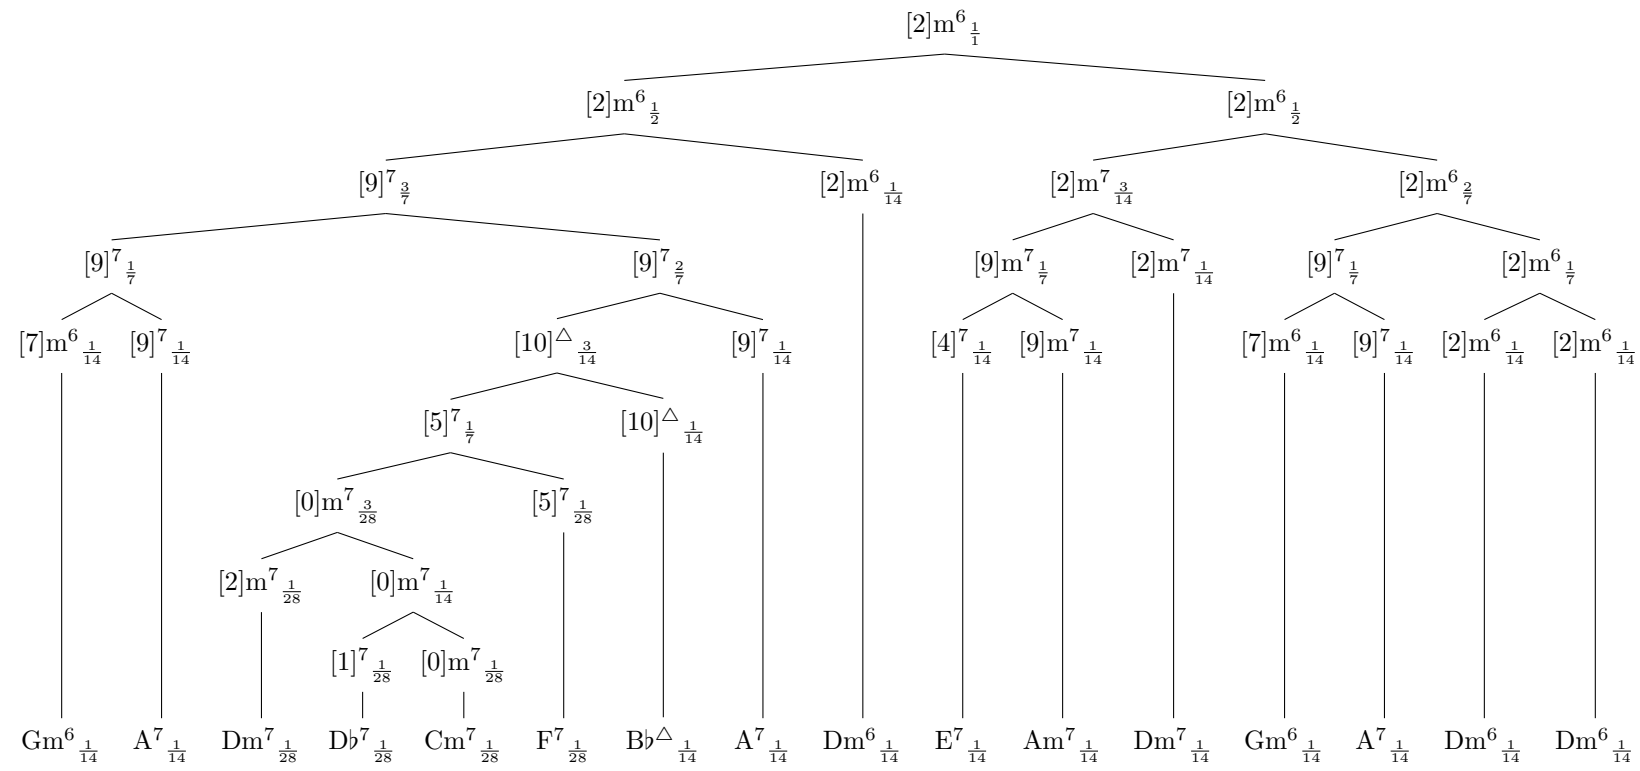 [2]m⁶ 1/1
[2]m⁶ 1/2 [2]m⁶ 1/2
[9]⁷ 3/7 [2]m⁶ 1/14 [2]m⁷ 3/14 [2]m⁶ 2/7
[9]⁷ 1/7 [9]⁷ 2/7 [9]m⁷ 1/7 [2]m⁷ 1/14 [9]⁷ 1/7 [2]m⁶ 1/7
[7]m⁶ 1/14 [9]⁷ 1/14 [10]△ 3/14 [9]⁷ 1/14 [4]⁷ 1/14 [9]m⁷ 1/14 [7]m⁶ 1/14 [9]⁷ 1/14 [2]m⁶ 1/14 [2]m⁶ 1/14
[5]⁷ 1/7 [10]△ 1/14
[0]m⁷ 3/28 [5]⁷ 1/28
[2]m⁷ 1/28 [0]m⁷ 1/14
[1]⁷ 1/28 [0]m⁷ 1/28
Gm⁶ 1/14 A⁷ 1/14 Dm⁷ 1/28 D♭⁷ 1/28 Cm⁷ 1/28 F⁷ 1/28 B♭△ 1/14 A⁷ 1/14 Dm⁶ 1/14 E⁷ 1/14 Am⁷ 1/14 Dm⁷ 1/14 Gm⁶ 1/14 A⁷ 1/14 Dm⁶ 1/14 Dm⁶ 1/14